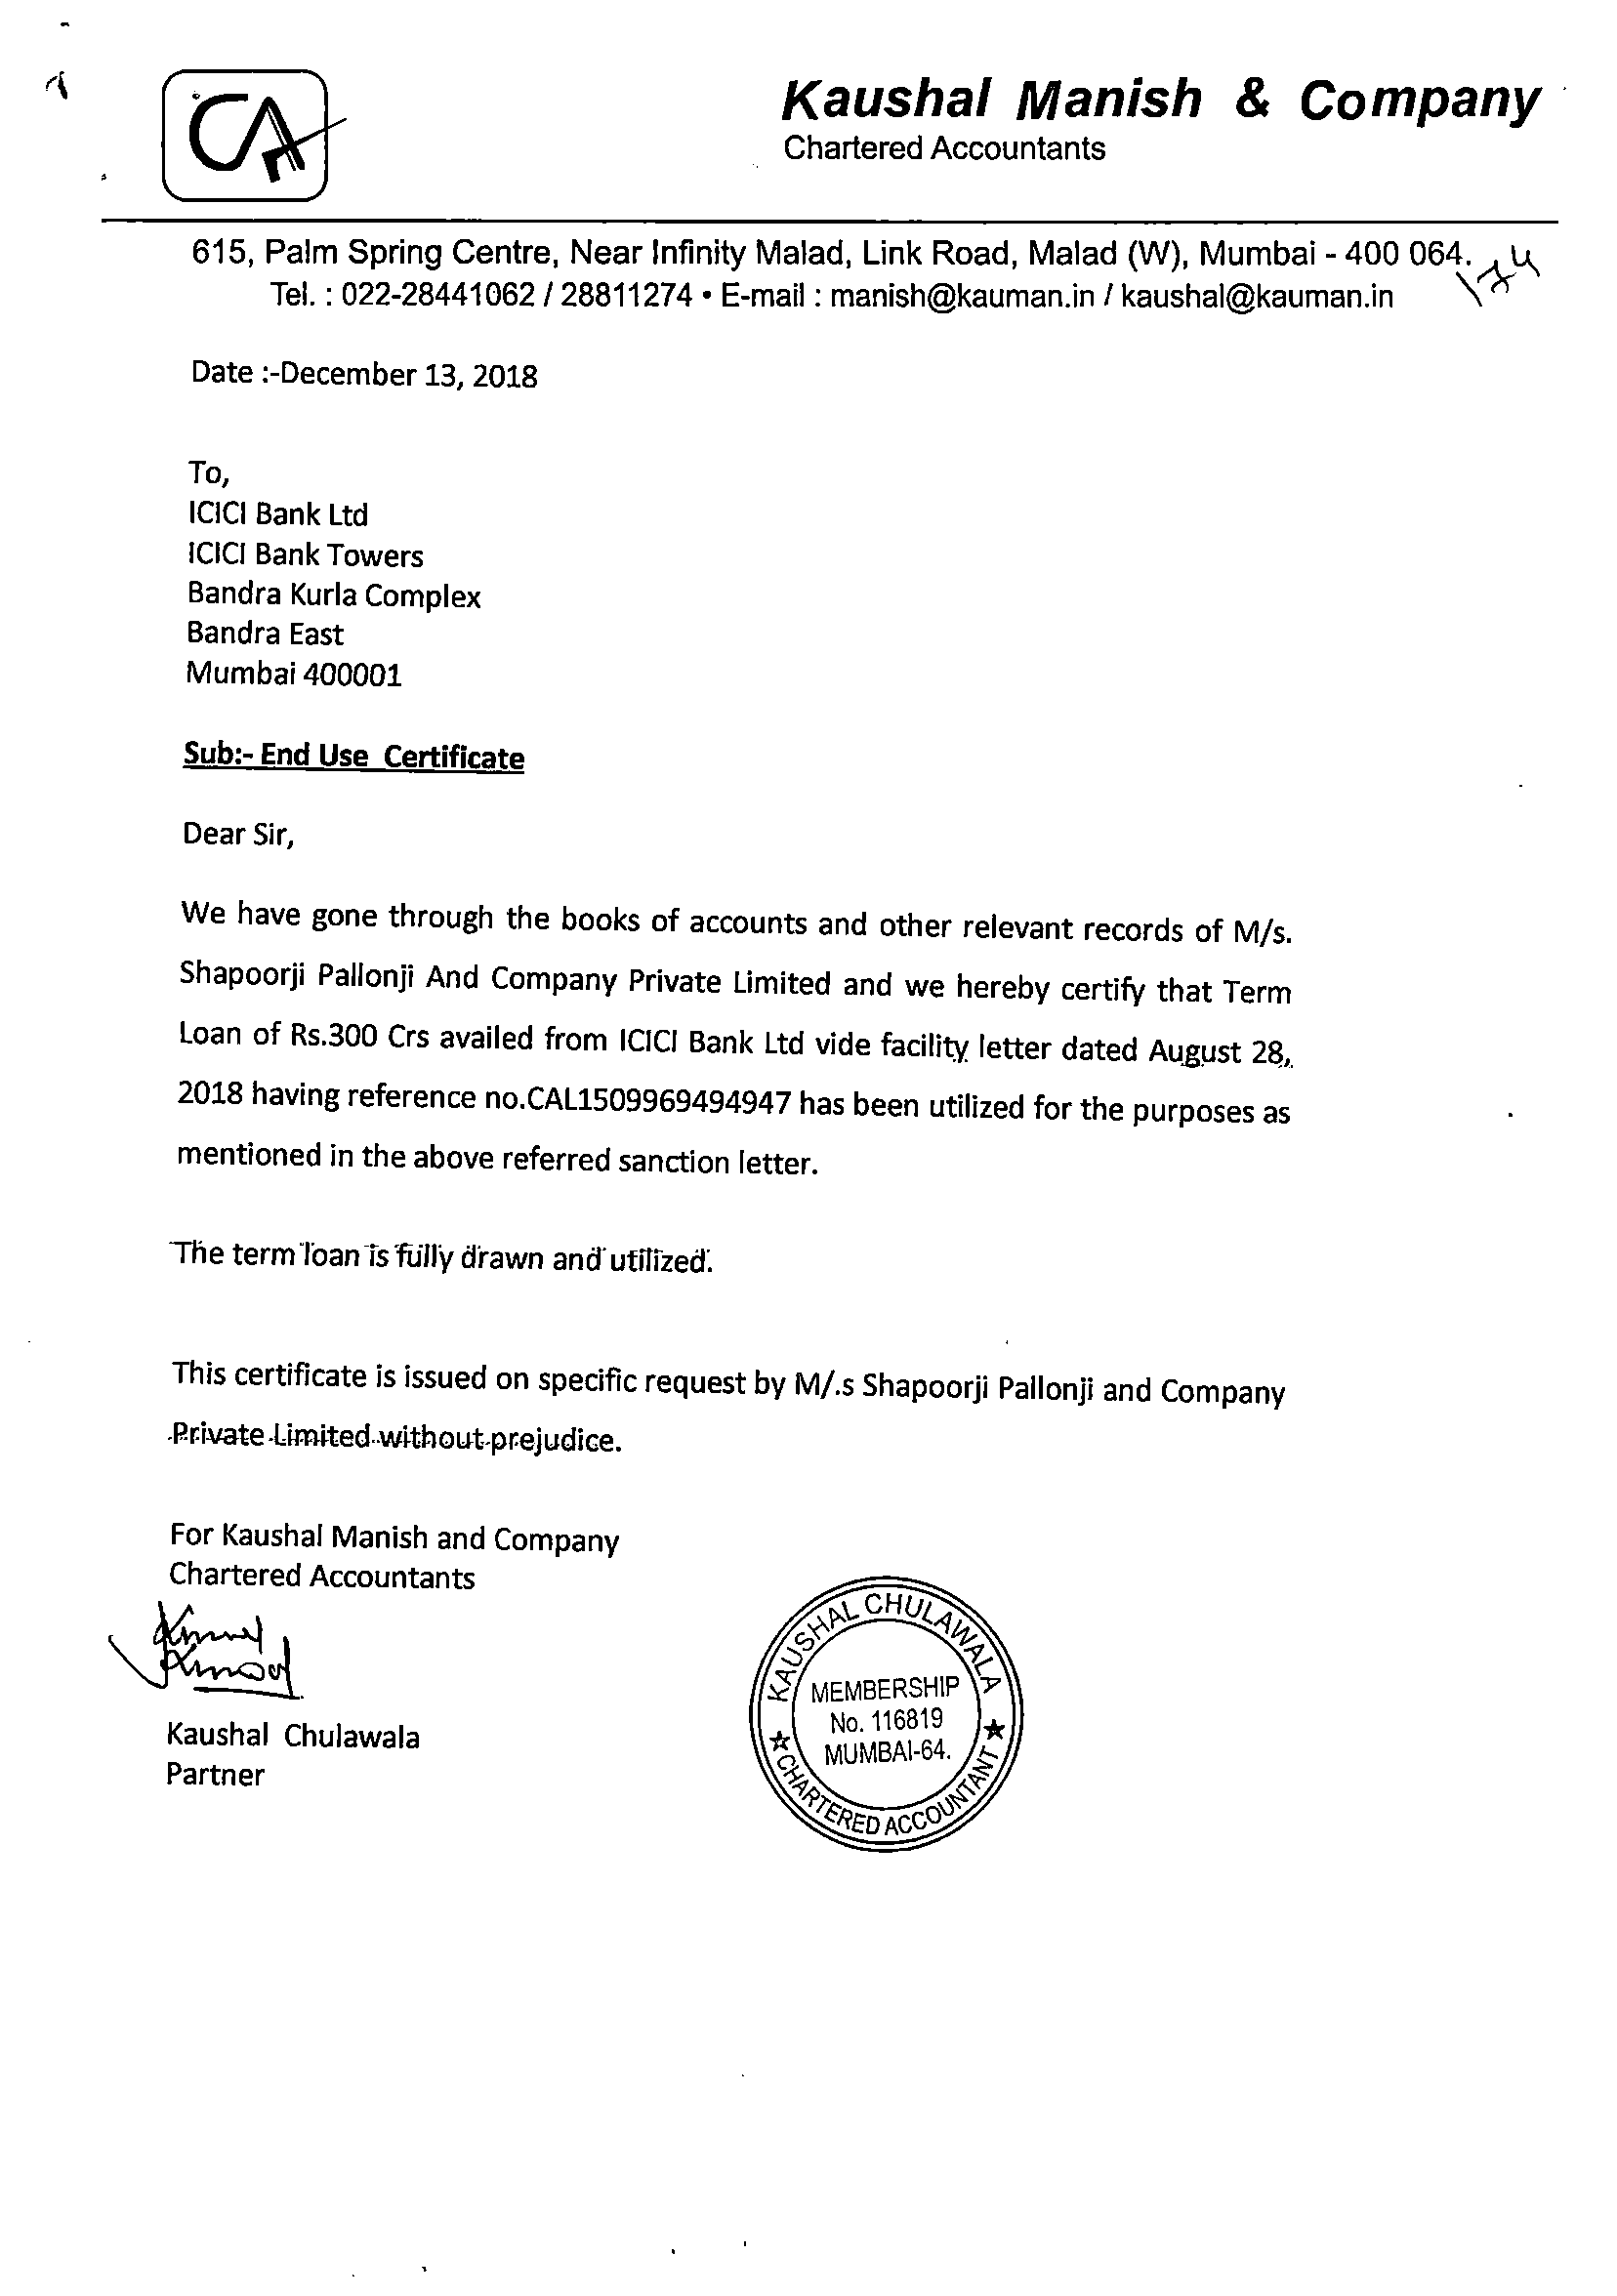 CA
Kaushal Manish & Company
Chartered Accountants
615, Palm Spring Centre, Near Infinity Malad, Link Road, Malad (W), Mumbai - 400 064.
Tel. : 022-28441062 / 28811274 • E-mail : manish@kauman.in / kaushal@kauman.in
Date :-December 13, 2018
To,
ICICI Bank Ltd
ICICI Bank Towers
Bandra Kurla Complex
Bandra East
Mumbai 400001
Sub:- End Use Certificate
Dear Sir,
We have gone through the books of accounts and other relevant records of M/s.
Shapoorji Pallonji And Company Private Limited and we hereby certify that Term
Loan of Rs.300 Crs availed from ICICI Bank Ltd vide facility letter dated August 28,
2018 having reference no.CAL1509969494947 has been utilized for the purposes as
mentioned in the above referred sanction letter.
The term loan is fully drawn and utilized.
This certificate is issued on specific request by M/.s Shapoorji Pallonji and Company
Private Limited without prejudice.
For Kaushal Manish and Company
Chartered Accountants
Kaushal Chulawala
Partner
KAUSHAL CHULAWALA
MEMBERSHIP
No. 116819
MUMBAI-64.
CHARTERED ACCOUNTANT